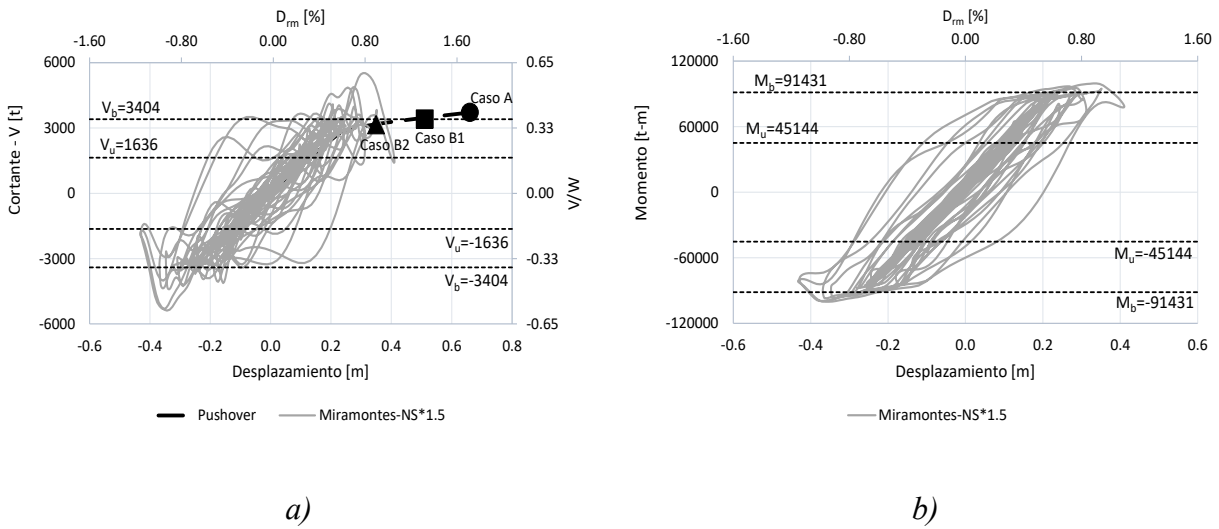 D_rm [%]
-1.60 -0.80 0.00 0.80 1.60
6000 0.65
V_b=3404
Caso A
3000 0.33
Caso B1
Caso B2
V_u=1636
Cortante - V [t]
0 0.00
V/W
V_u=-1636
-3000 -0.33
V_b=-3404
-6000 -0.65
-0.6 -0.4 -0.2 0.0 0.2 0.4 0.6 0.8
Desplazamiento [m]
Pushover Miramontes-NS*1.5
a)
D_rm [%]
-1.60 -0.80 0.00 0.80 1.60
120000
M_b=91431
60000
M_u=45144
Momento [t-m]
0
M_u=-45144
-60000
M_b=-91431
-120000
-0.6 -0.4 -0.2 0.0 0.2 0.4 0.6
Desplazamiento [m]
Miramontes-NS*1.5
b)